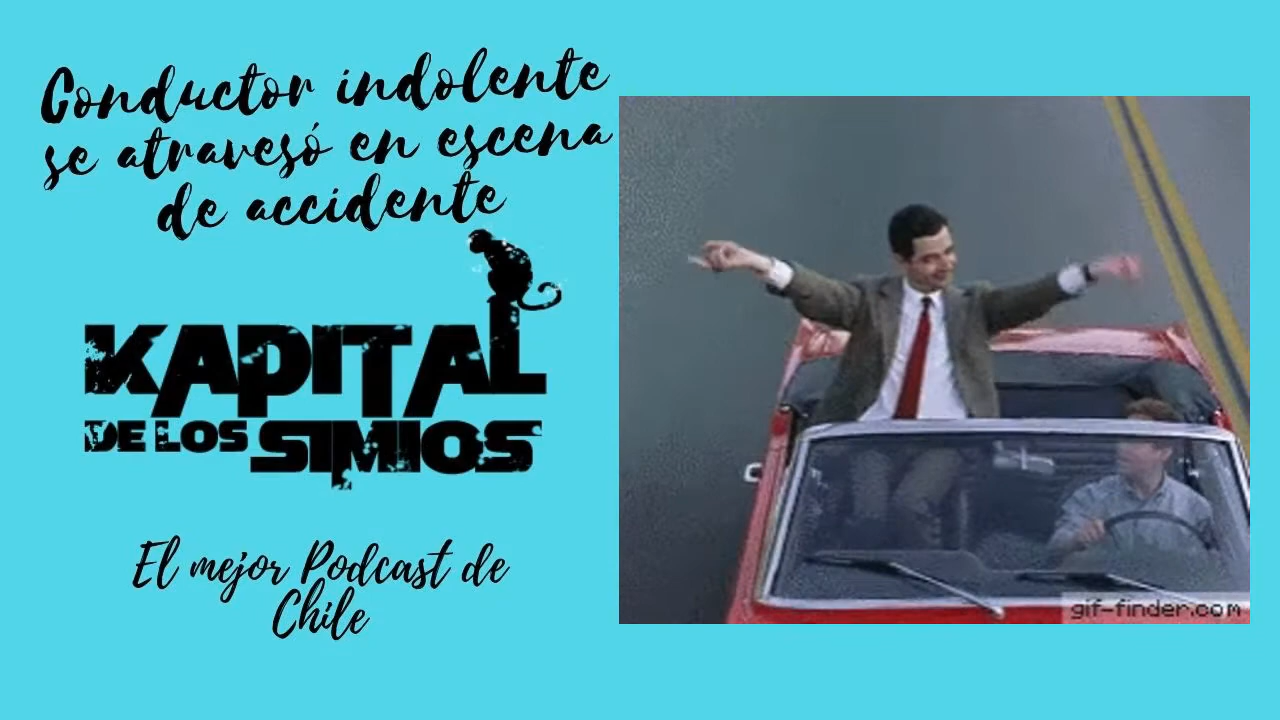 Conductor indolente
se atravesó en escena
de accidente
KAPITAL
DE LOS SIMIOS
El mejor Podcast de
Chile
gif-finder.com